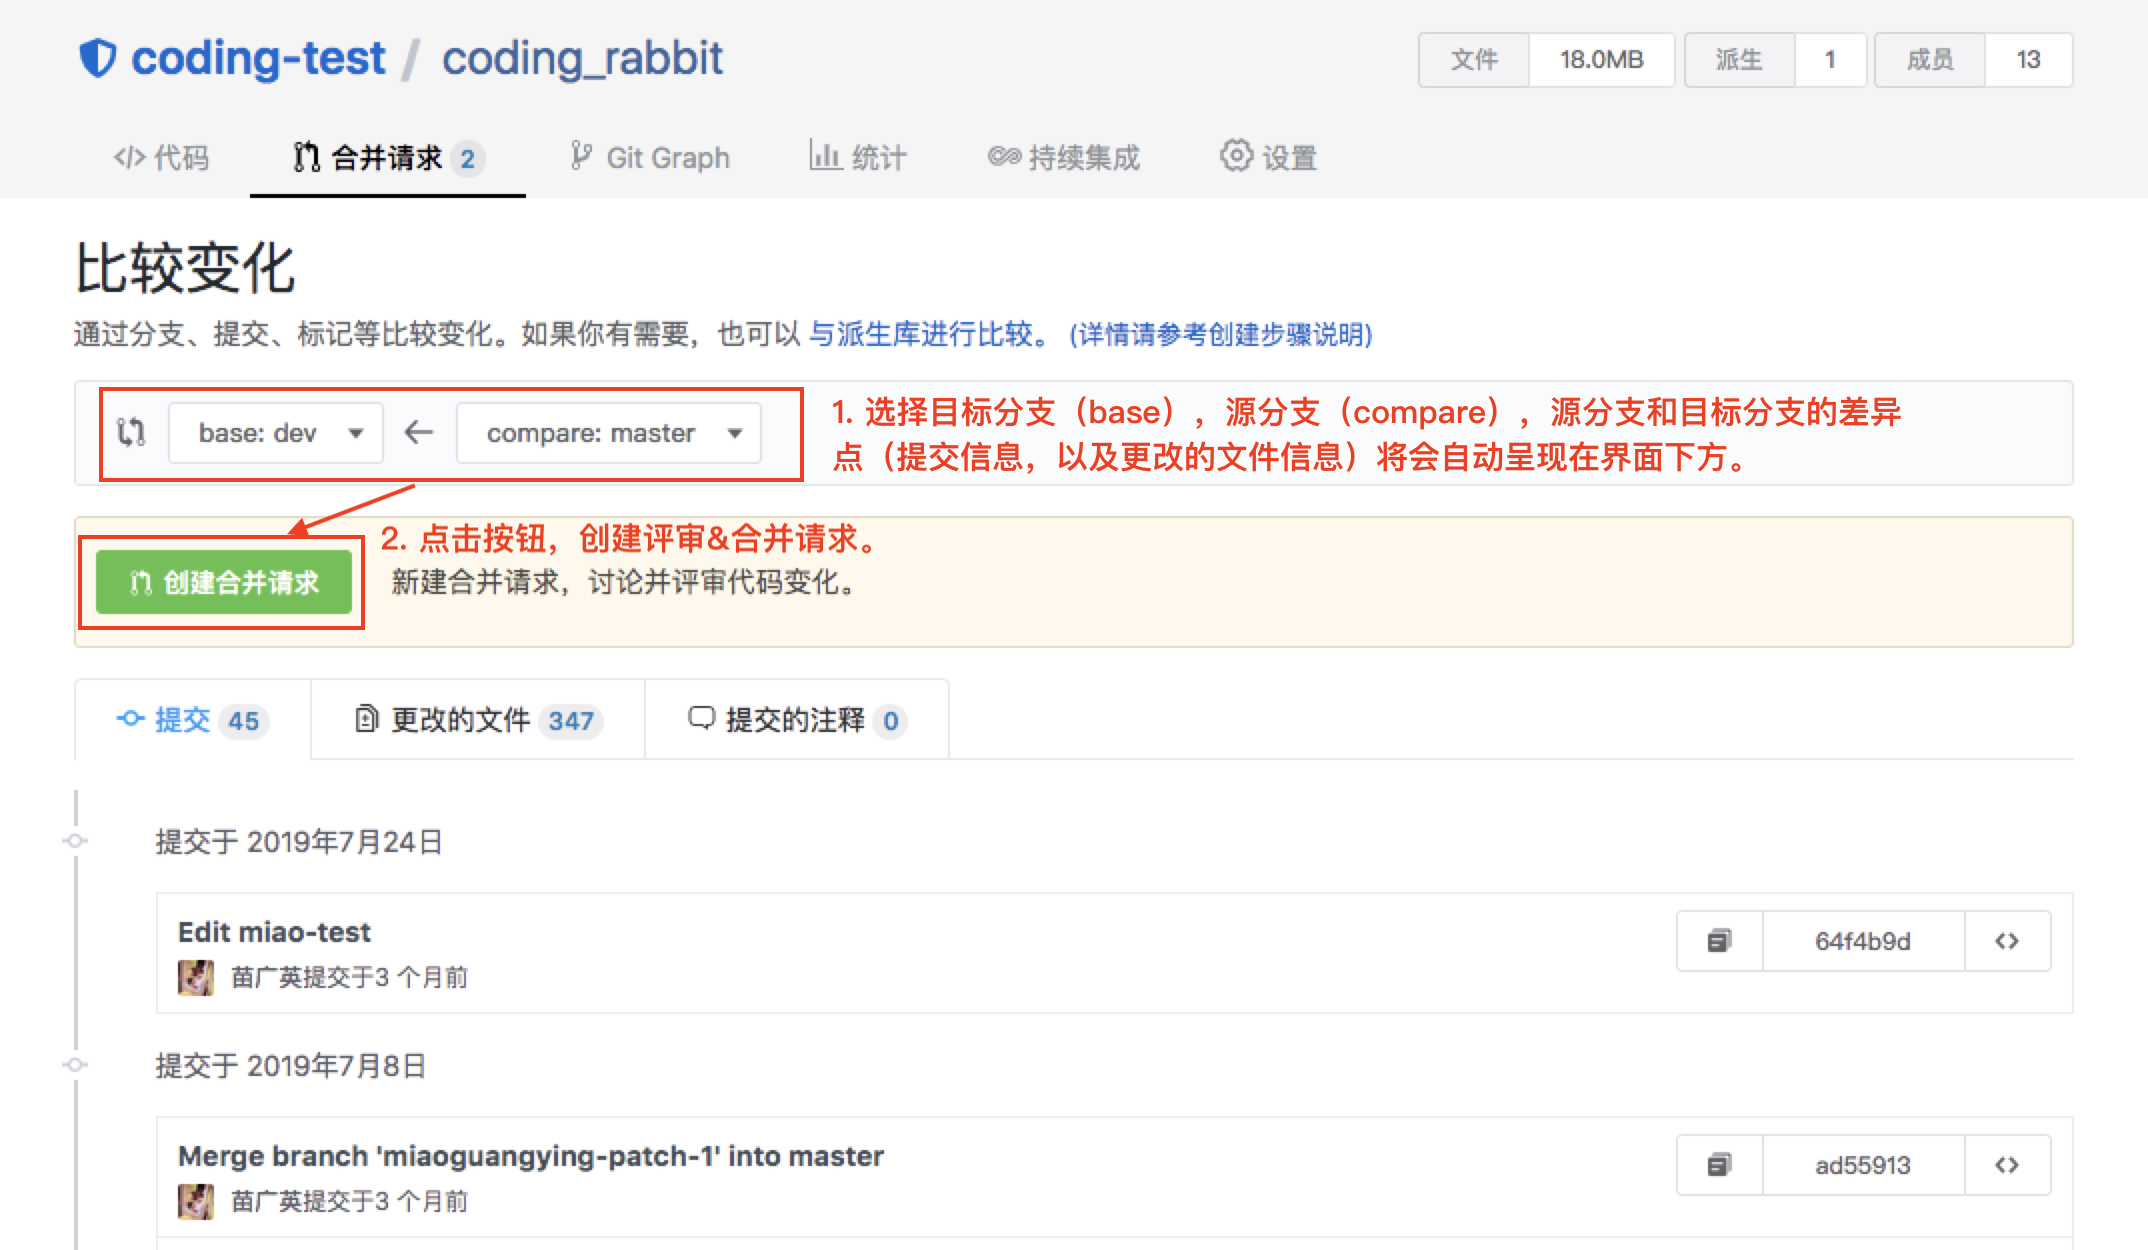 coding-test / coding_rabbit
文件 18.0MB 派生 1 成员 13
代码 合并请求 2 Git Graph 统计 持续集成 设置
比较变化
通过分支、提交、标记等比较变化。如果你有需要，也可以 与派生库进行比较。 (详情请参考创建步骤说明)
base: dev compare: master
1. 选择目标分支（base），源分支（compare），源分支和目标分支的差异
点（提交信息，以及更改的文件信息）将会自动呈现在界面下方。
2. 点击按钮，创建评审&合并请求。
创建合并请求 新建合并请求，讨论并评审代码变化。
提交 45 更改的文件 347 提交的注释 0
提交于 2019年7月24日
Edit miao-test
64f4b9d
苗广英提交于3 个月前
提交于 2019年7月8日
Merge branch 'miaoguangying-patch-1' into master
ad55913
苗广英提交于3 个月前